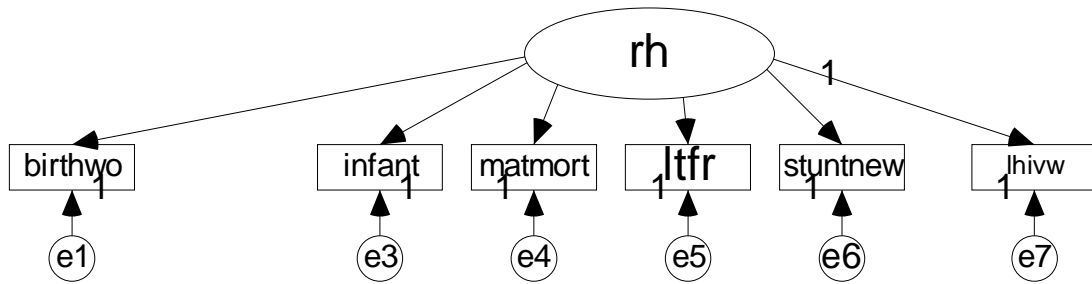 rh
1
birthwo infant matmort ltfr stuntnew lhivw
1 1 1 1 1 1
e1 e3 e4 e5 e6 e7